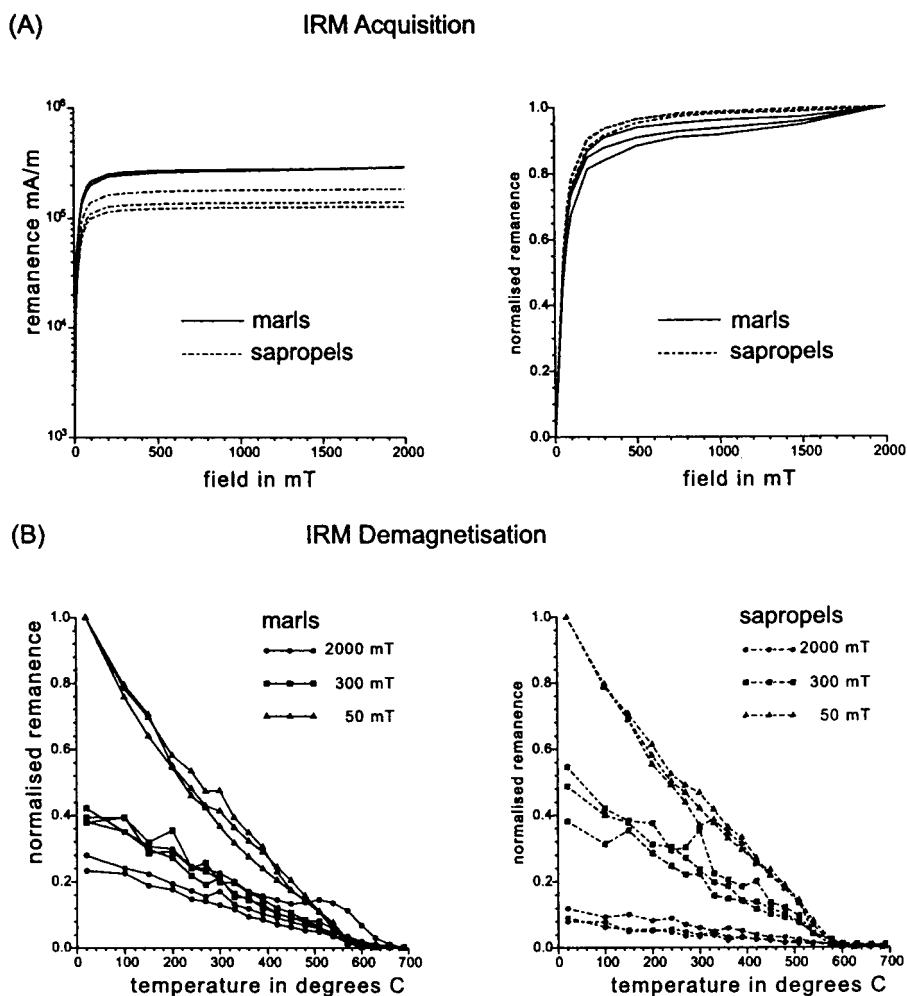 (A) IRM Acquisition
10⁶
10⁵
10⁴
10³
remanence mA/m
marls
sapropels
0 500 1000 1500 2000
field in mT
1.0
0.8
0.6
0.4
0.2
0.0
normalised remanence
marls
sapropels
0 500 1000 1500 2000
field in mT
(B) IRM Demagnetisation
1.0
0.8
0.6
0.4
0.2
0.0
normalised remanence
marls
2000 mT
300 mT
50 mT
0 100 200 300 400 500 600 700
temperature in degrees C
1.0
0.8
0.6
0.4
0.2
0.0
normalised remanence
sapropels
2000 mT
300 mT
50 mT
0 100 200 300 400 500 600 700
temperature in degrees C